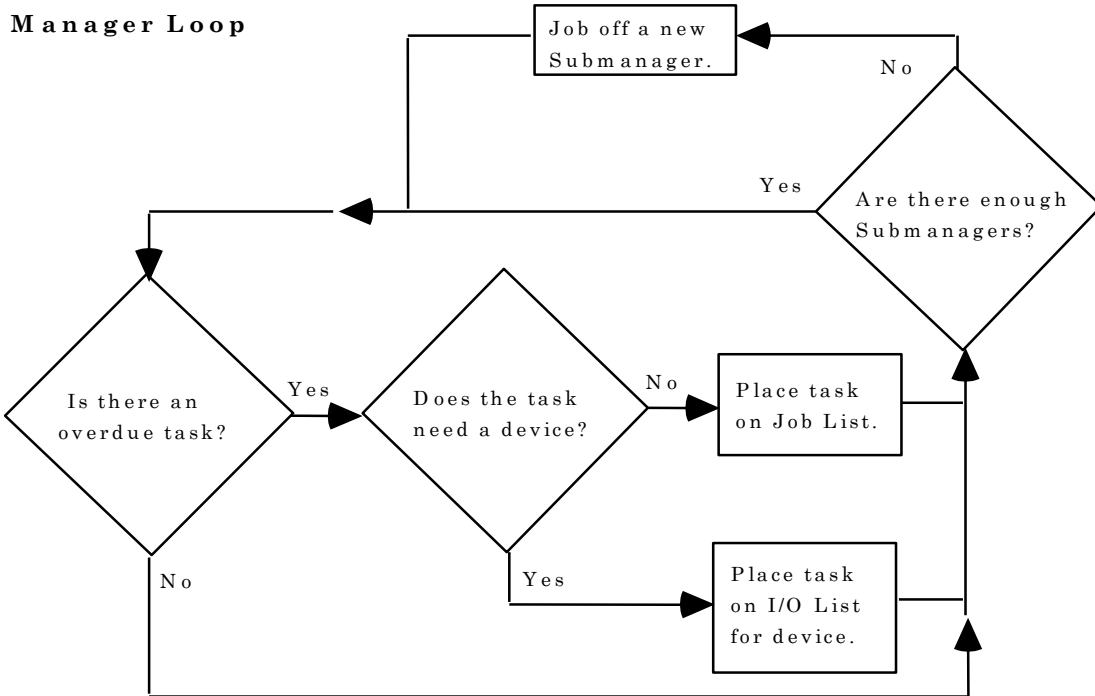 Manager Loop
Job off a new
Submanager.
No
Yes
Are there enough
Submanagers?
Is there an
overdue task?
Yes
Does the task
need a device?
No
Place task
on Job List.
No
Yes
Place task
on I/O List
for device.